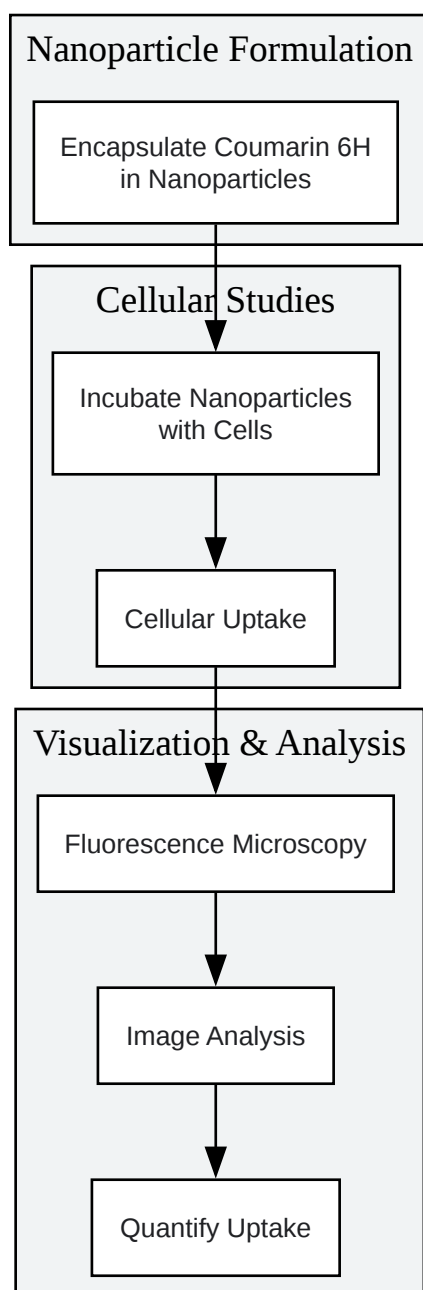 Nanoparticle Formulation
Encapsulate Coumarin 6H
in Nanoparticles
Cellular Studies
Incubate Nanoparticles
with Cells
Cellular Uptake
Visualization & Analysis
Fluorescence Microscopy
Image Analysis
Quantify Uptake